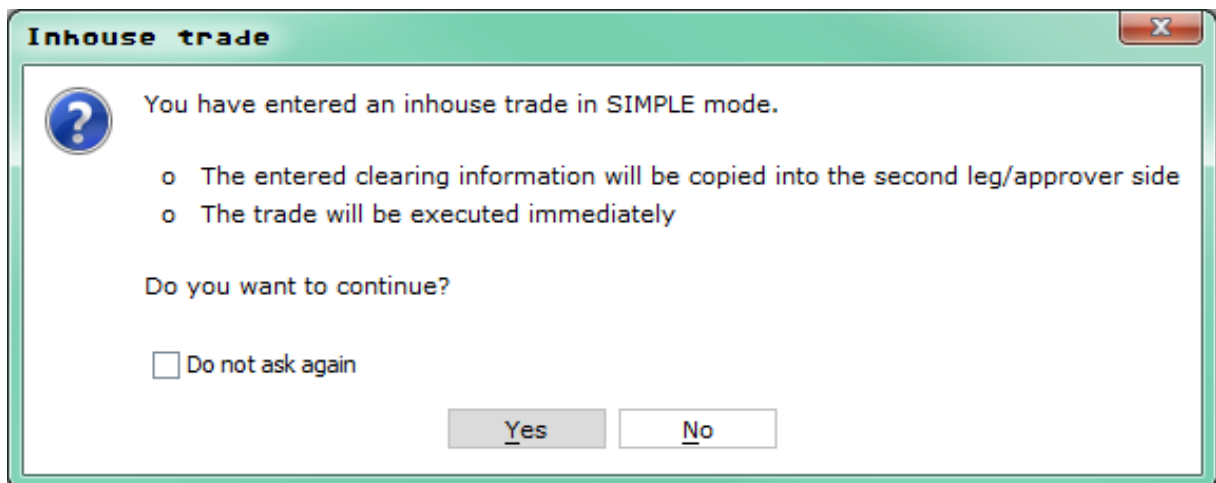 Inhouse trade
You have entered an inhouse trade in SIMPLE mode.
o The entered clearing information will be copied into the second leg/approver side
o The trade will be executed immediately
Do you want to continue?
Do not ask again
Yes No